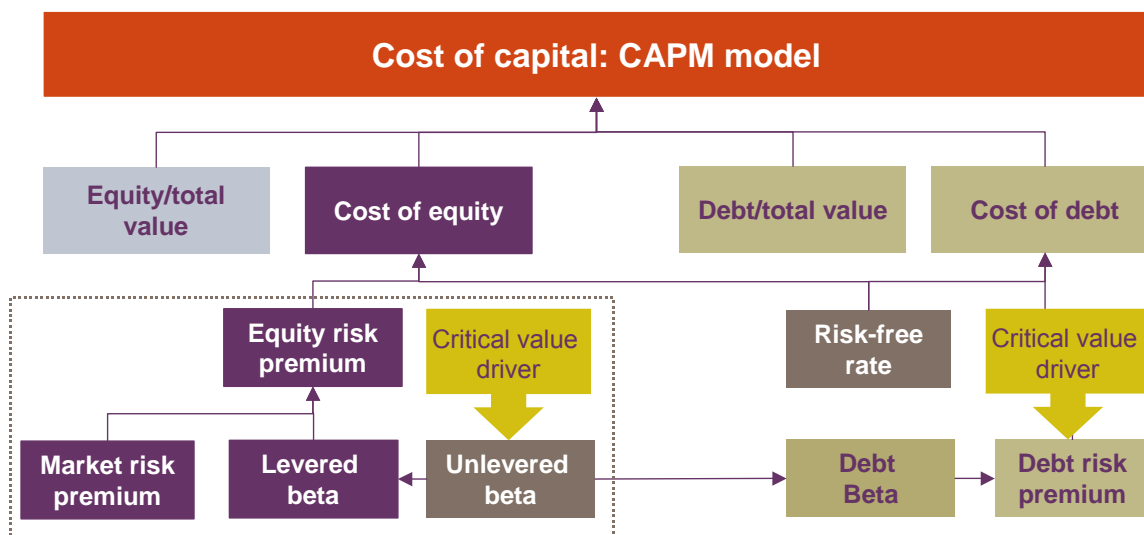 Cost of capital: CAPM model
Equity/total
value
Cost of equity
Debt/total value
Cost of debt
Equity risk
premium
Critical value
driver
Risk-free
rate
Critical value
driver
Market risk
premium
Levered
beta
Unlevered
beta
Debt
Beta
Debt risk
premium